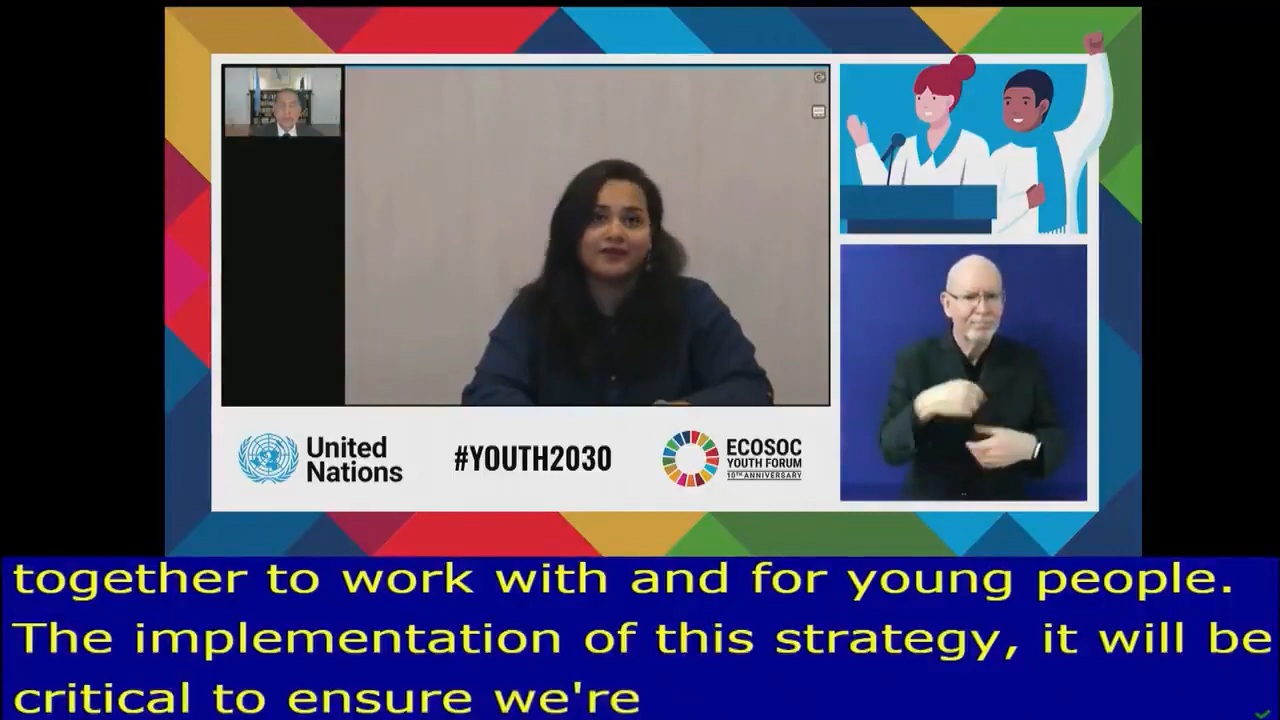 United
Nations
#YOUTH2030
ECOSOC
YOUTH FORUM
10TH ANNIVERSARY
together to work with and for young people.
The implementation of this strategy, it will be
critical to ensure we're